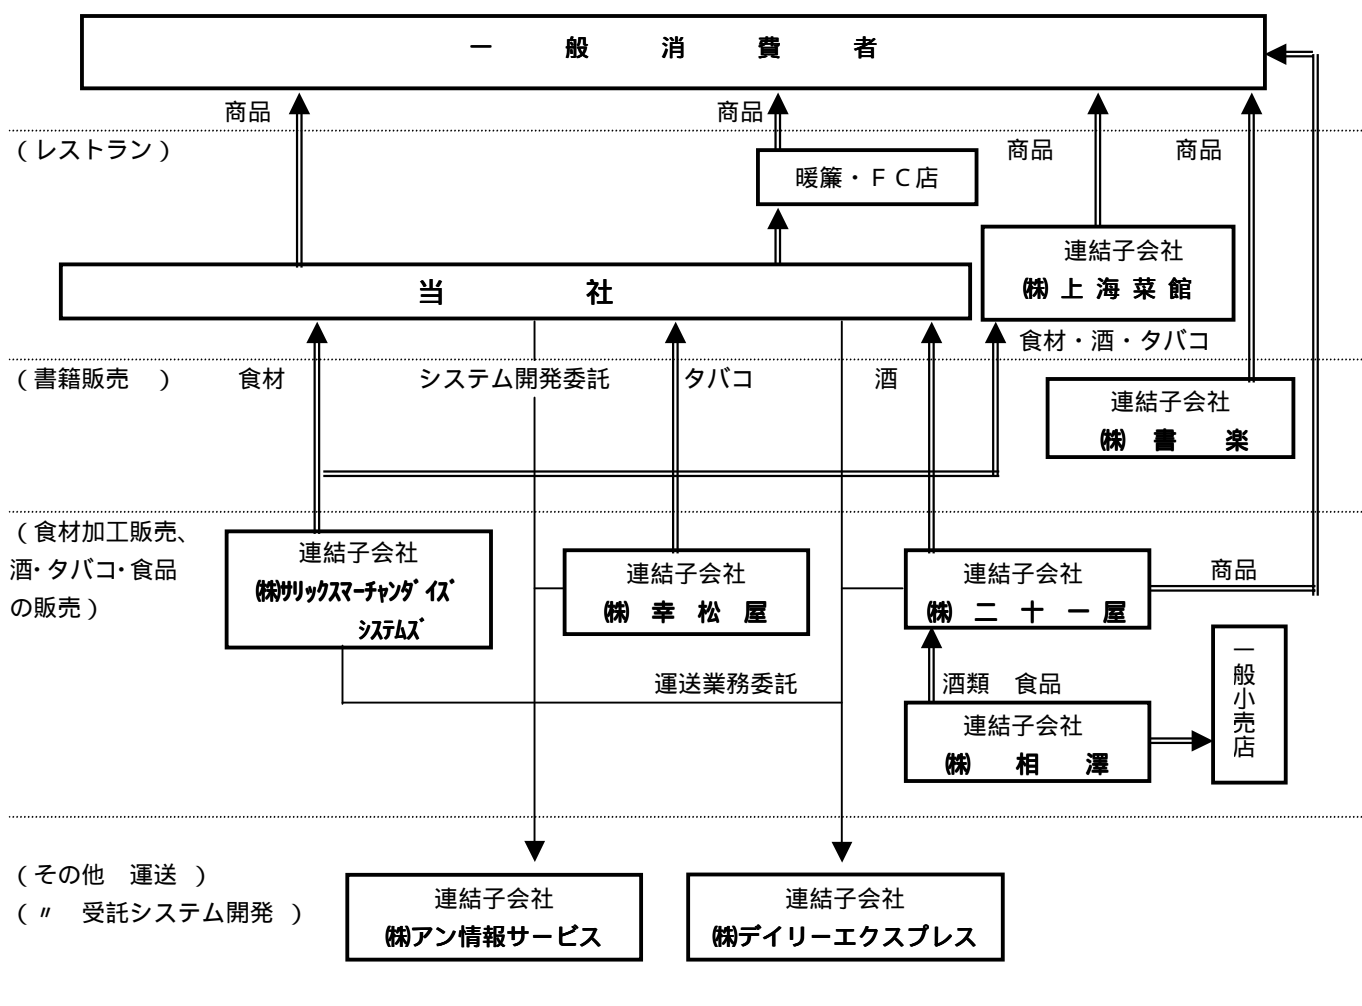 一　般　消　費　者
商品
商品
（レストラン）
商品
商品
暖簾・ＦＣ店
連結子会社
㈱ 上 海 菜 館
当　社
食材・酒・タバコ
（書籍販売　）
食材
システム開発委託
タバコ
酒
連結子会社
㈱ 書　楽
（食材加工販売、
酒･タバコ･食品
の販売）
連結子会社
㈱ｻﾘｯｸｽﾏｰﾁｬﾝﾀﾞｲｽﾞ
ｼｽﾃﾑｽﾞ
連結子会社
㈱ 幸 松 屋
連結子会社
㈱ 二 十 一 屋
商品
運送業務委託
酒類　食品
連結子会社
㈱ 相 澤
一般小売店
（その他　運送　）
（〃　受託システム開発　）
連結子会社
㈱アン情報サービス
連結子会社
㈱デイリーエクスプレス